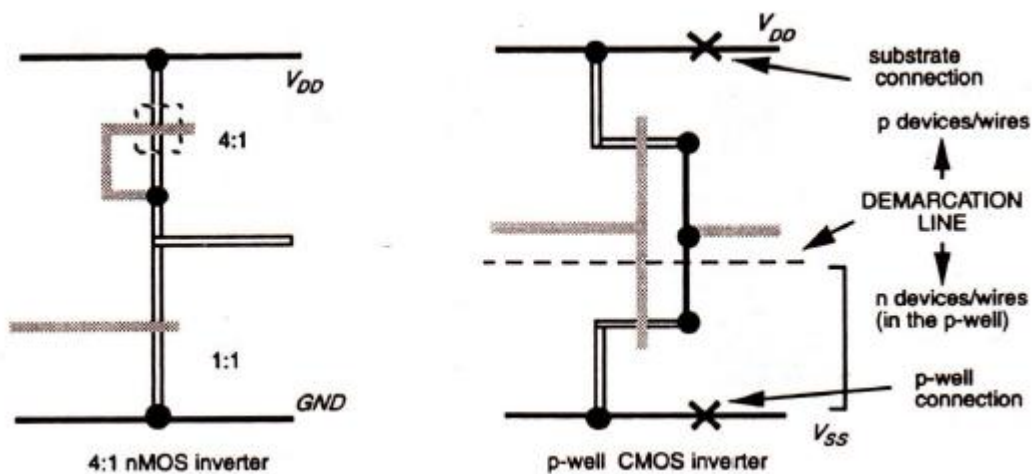 V_DD
4:1
1:1
GND
4:1 nMOS inverter
V_DD
substrate
connection
p devices/wires
DEMARCATION
LINE
n devices/wires
(in the p-well)
p-well
connection
V_SS
p-well CMOS inverter